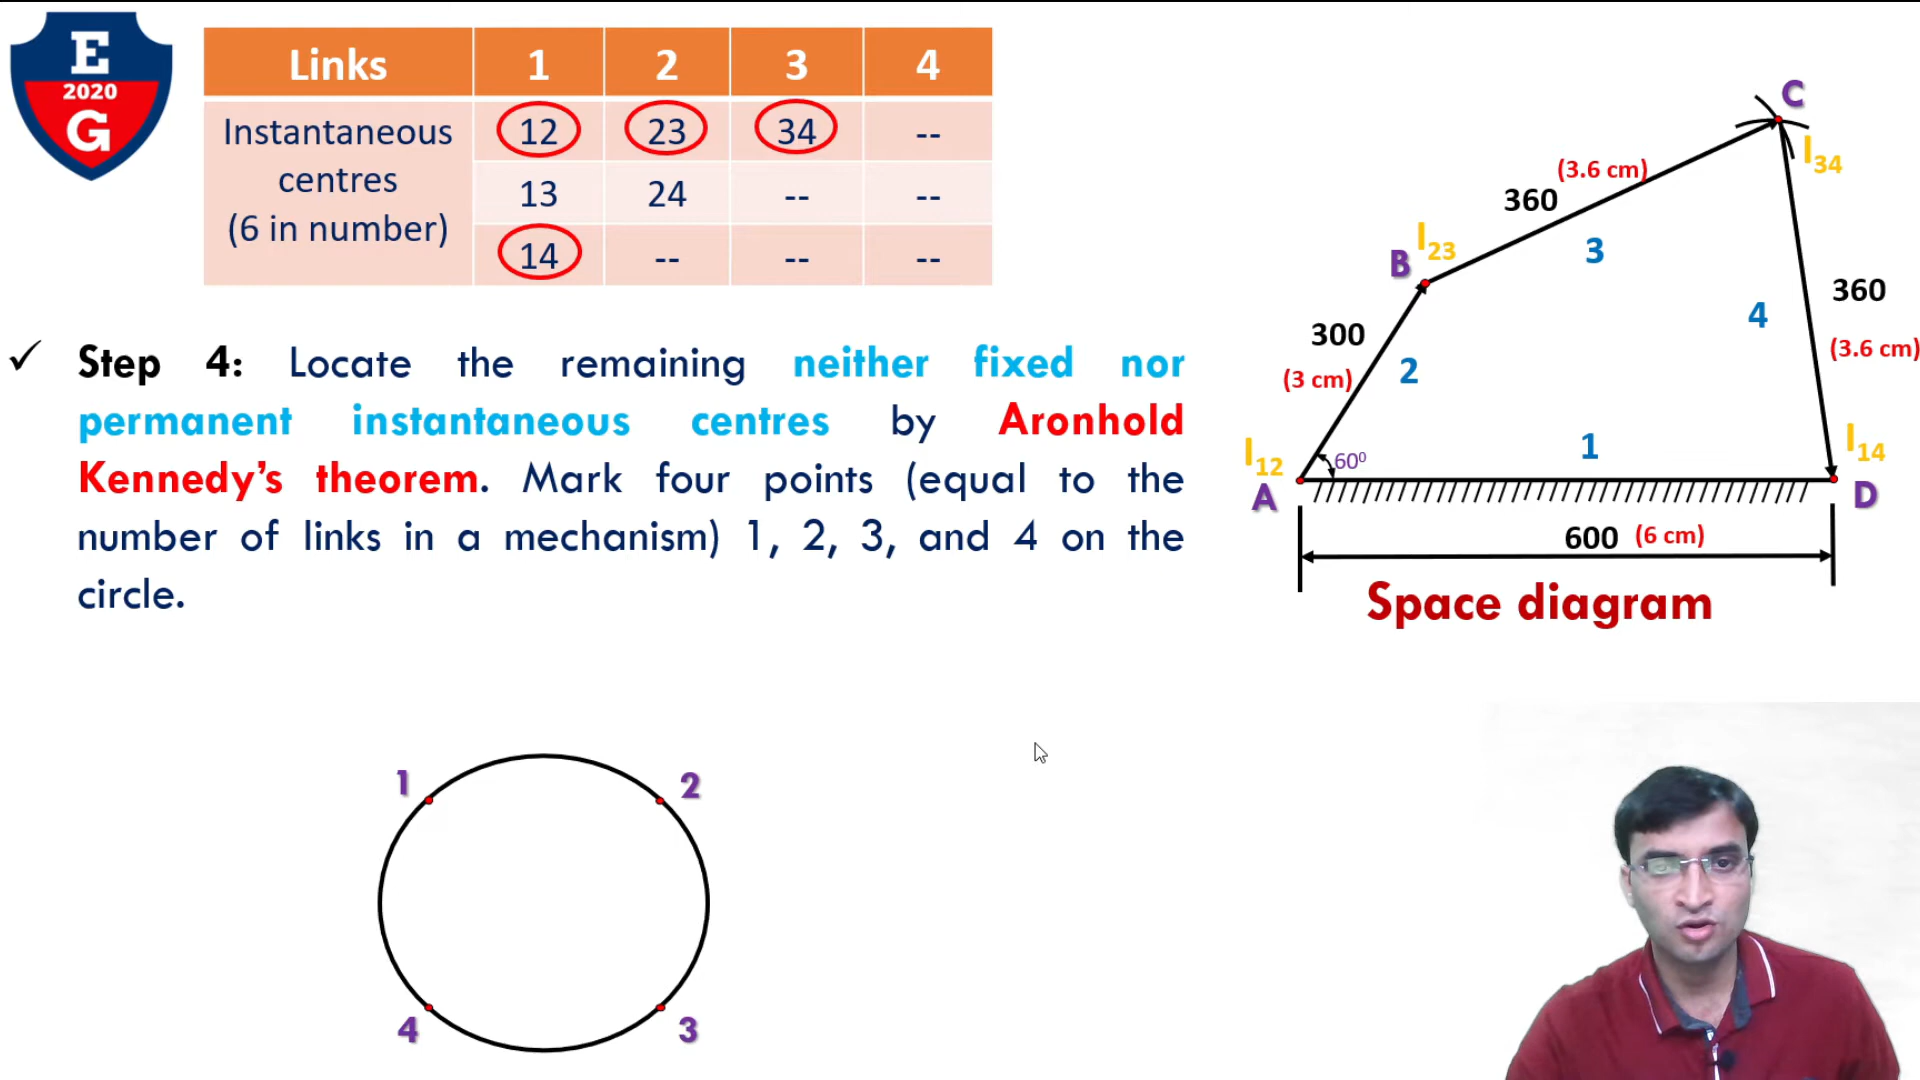 E
2020
G
Links 1 2 3 4
Instantaneous
centres
(6 in number)
12 23 34 --
13 24 -- --
14 -- -- --
✓ Step 4: Locate the remaining neither fixed nor
permanent instantaneous centres by Aronhold
Kennedy’s theorem. Mark four points (equal to the
number of links in a mechanism) 1, 2, 3, and 4 on the
circle.
1
2
4
3
C
I34
(3.6 cm)
360
I23
B
3
360
4
300
(3.6 cm)
(3 cm)
2
I12
60⁰
1
I14
A
D
600 (6 cm)
Space diagram